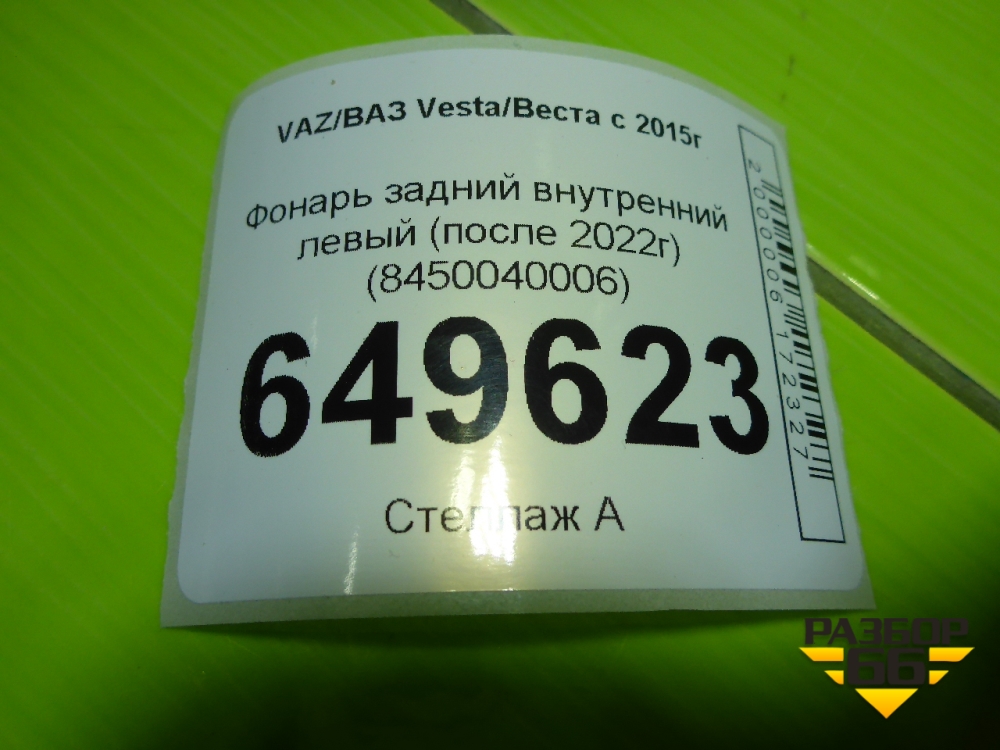 VAZ/ВАЗ Vesta/Веста с 2015г
Фонарь задний внутренний
левый (после 2022г)
(8450040006)
649623
Стеллаж А
2000006172327
РАЗБОР
66